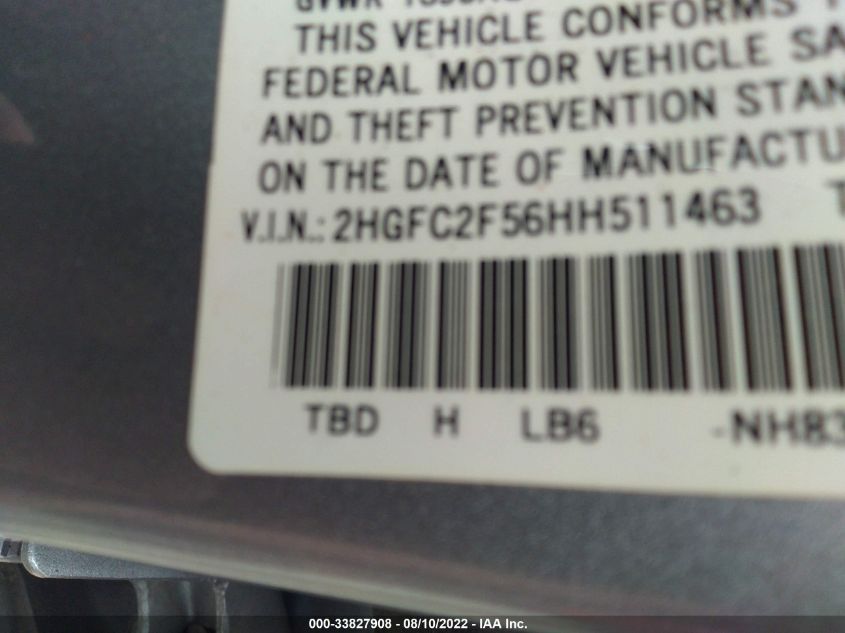 THIS VEHICLE CONFORMS
FEDERAL MOTOR VEHICLE SA
AND THEFT PREVENTION STAN
ON THE DATE OF MANUFACTU
V.I.N.: 2HGFC2F56HH511463 T
TBD H LB6 -NH83
000-33827908 - 08/10/2022 - IAA Inc.